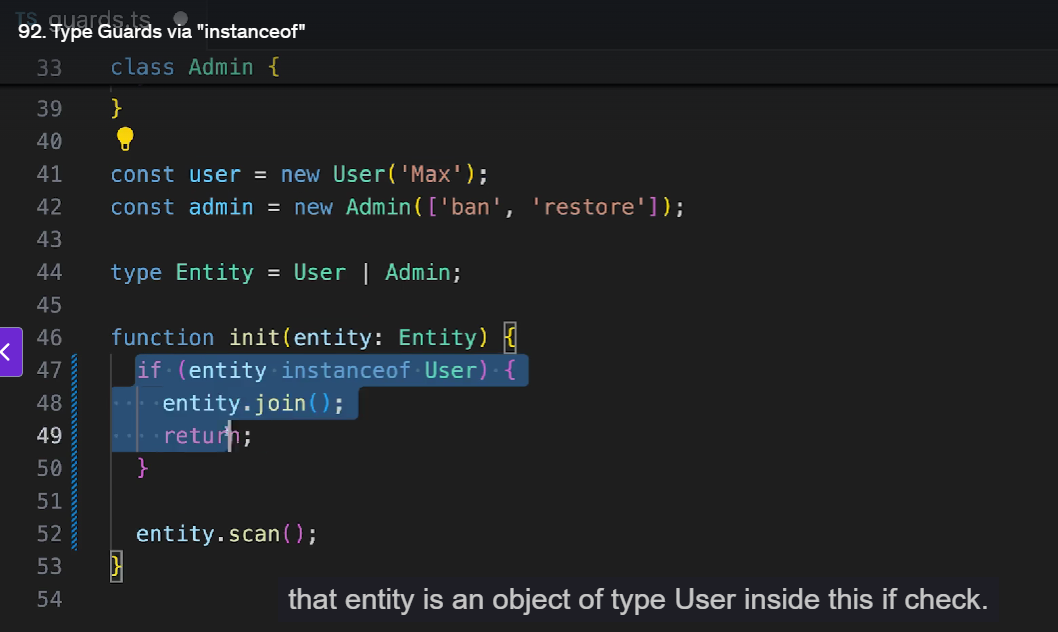 TS guards.ts
92. Type Guards via "instanceof"
33 class Admin {
39 }
40
41 const user = new User('Max');
42 const admin = new Admin(['ban', 'restore']);
43
44 type Entity = User | Admin;
45
46 function init(entity: Entity) {
47 if (entity instanceof User) {
48 entity.join();
49 return;
50 }
51
52 entity.scan();
53 }
54
that entity is an object of type User inside this if check.